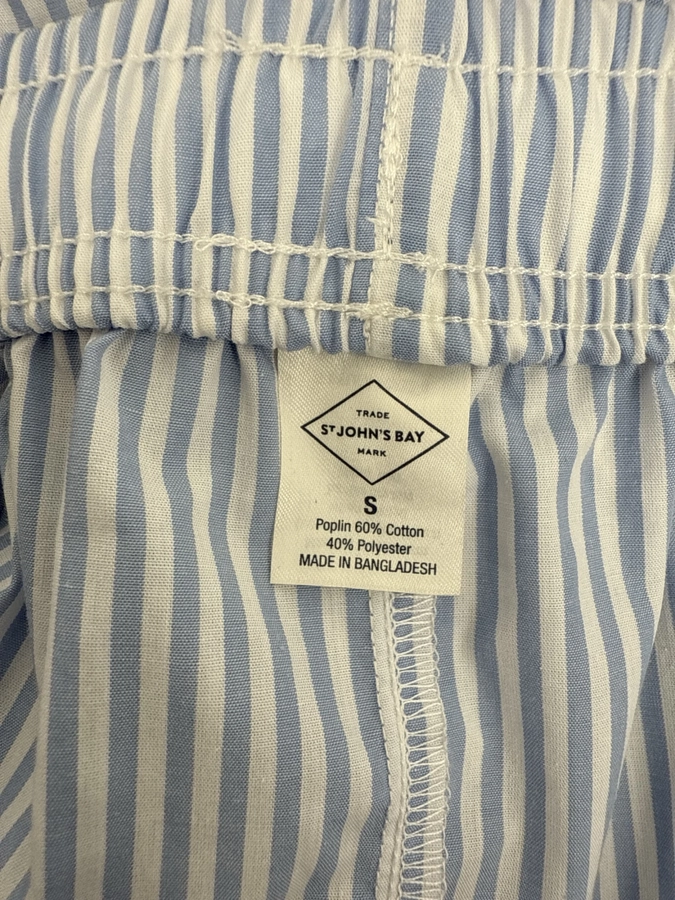 TRADE
ST JOHN'S BAY
MARK
S
Poplin 60% Cotton
40% Polyester
MADE IN BANGLADESH